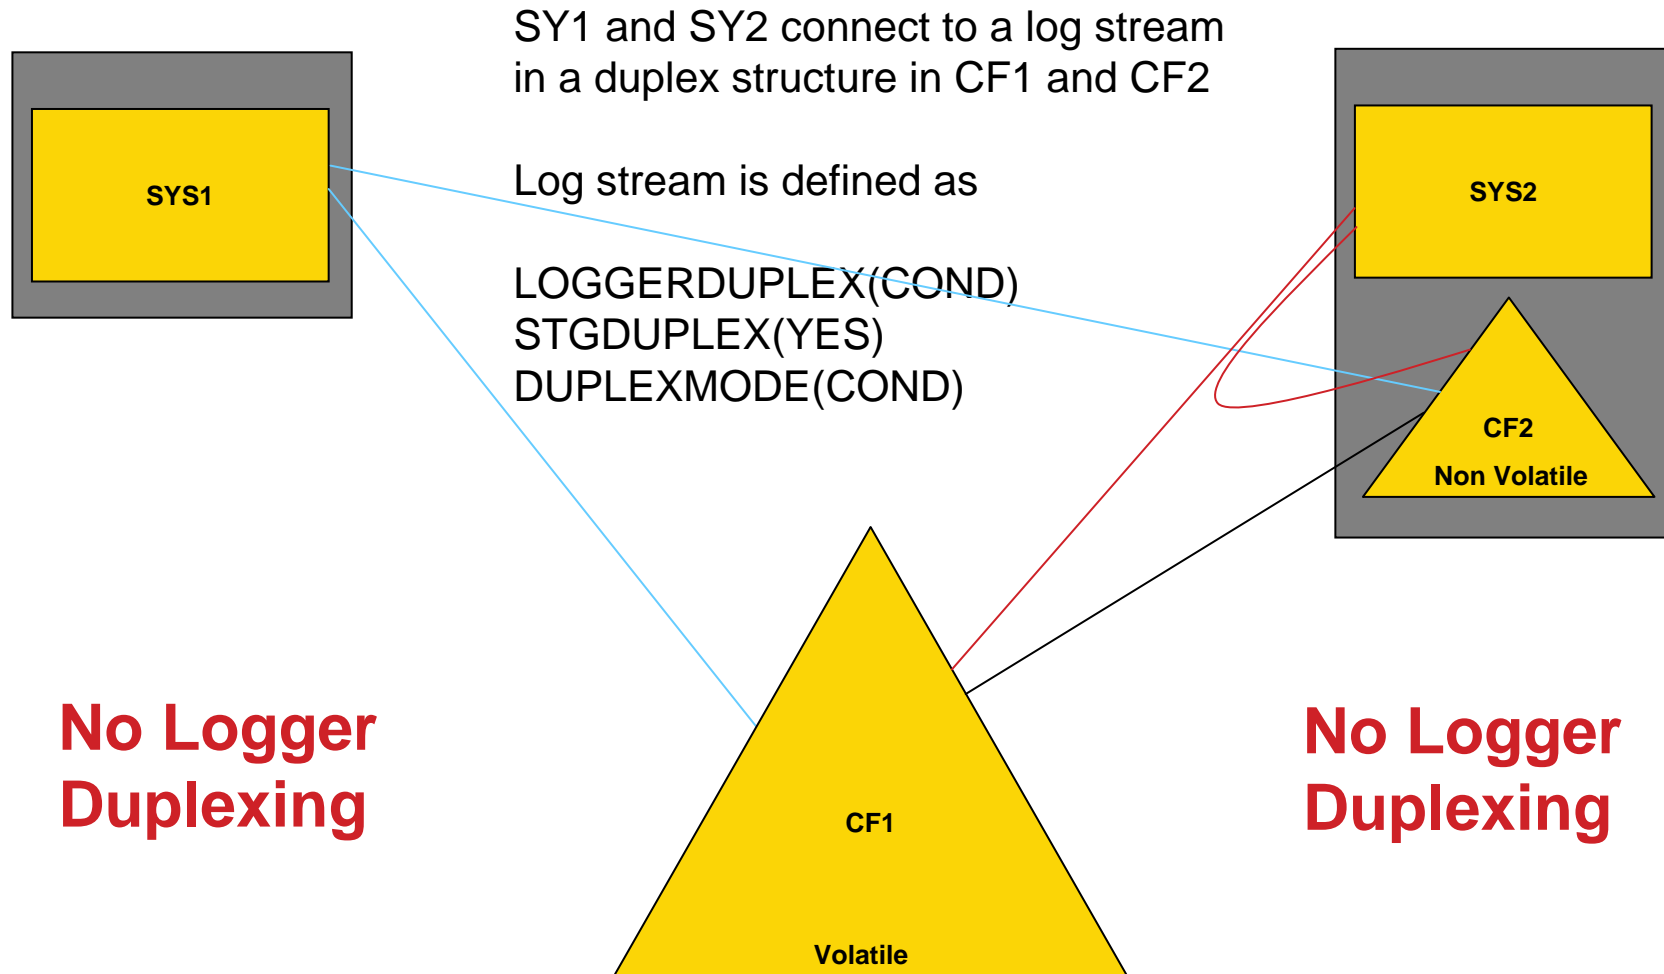 SY1 and SY2 connect to a log stream
in a duplex structure in CF1 and CF2
Log stream is defined as
LOGGERDUPLEX(COND)
STGDUPLEX(YES)
DUPLEXMODE(COND)
SYS1
SYS2
CF2
Non Volatile
No Logger
Duplexing
CF1
Volatile
No Logger
Duplexing